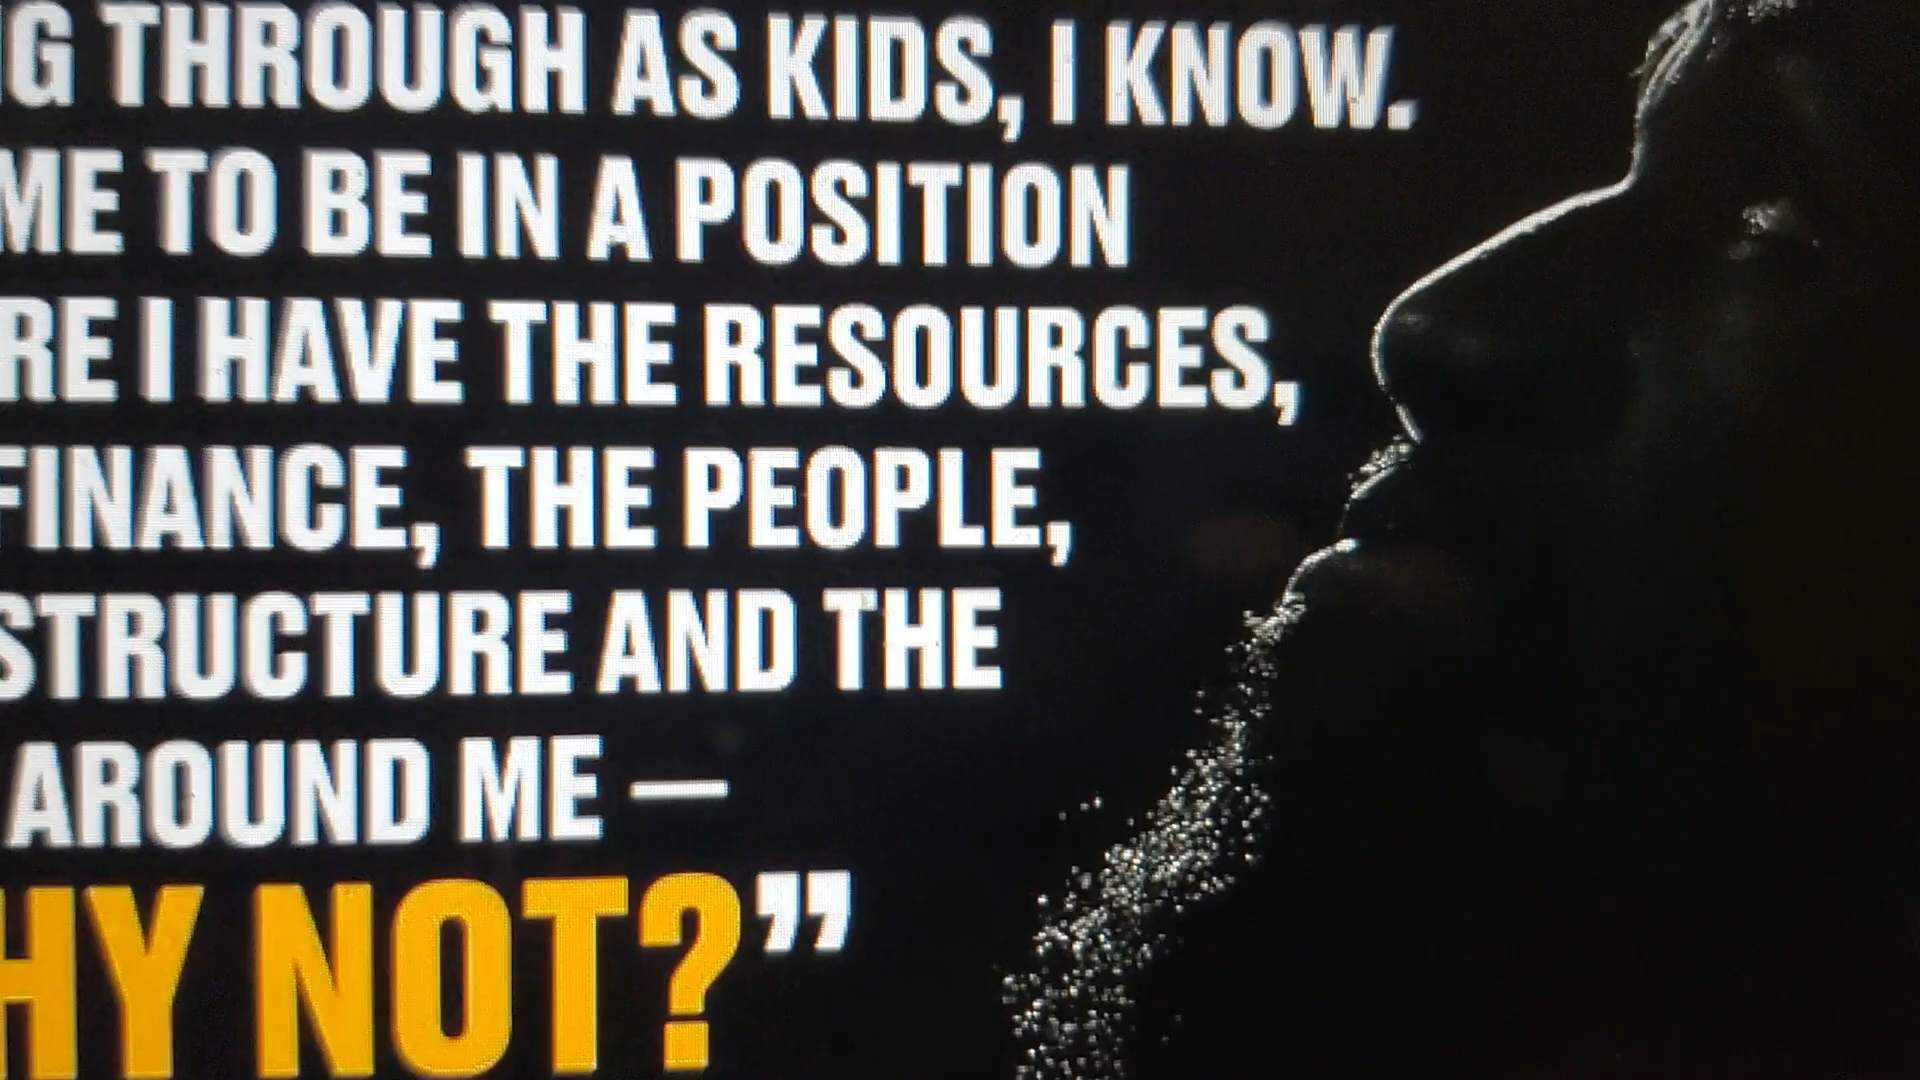 G THROUGH AS KIDS, I KNOW.
ME TO BE IN A POSITION
RE I HAVE THE RESOURCES,
FINANCE, THE PEOPLE,
STRUCTURE AND THE
AROUND ME —
HY NOT?”